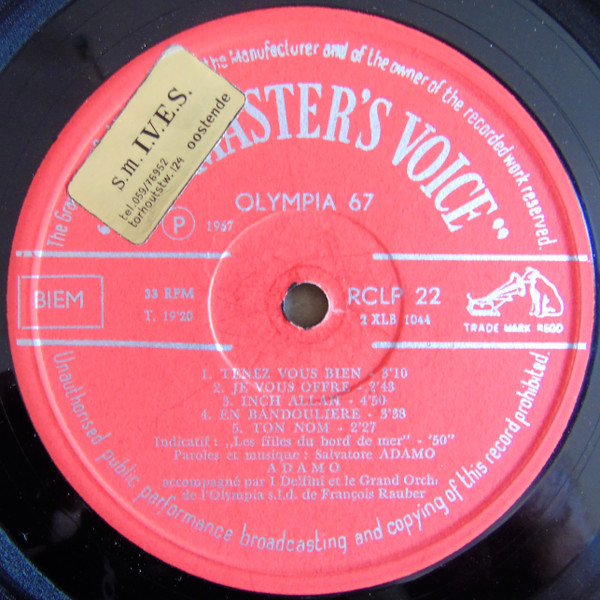 The Gra
the Manufacturer and of the owner of the recorded work reserved.
MASTER'S VOICE"
s.m. I.V.E.S.
tel. 059/76952
torhoutstw. 124 oostende
OLYMPIA 67
P 1967
BIEM
33 RPM
T. 19'20
RCLP 22
2 XLB 1044
TRADE MARK REGD
1. TENEZ VOUS BIEN - 3'10
2. JE VOUS OFFRE - 2'43
3. INCH ALLAH - 4'50
4. EN BANDOULIERE - 3'38
5. TON NOM - 2'27
Indicatif : „Les filles du bord de mer" - '50"
Paroles et musique : Salvatore ADAMO
ADAMO
accompagné par I Delfini et le Grand Orch.
de l'Olympia s.l.d. de François Rauber
Unauthorised public performance broadcasting and copying of this record prohibited.